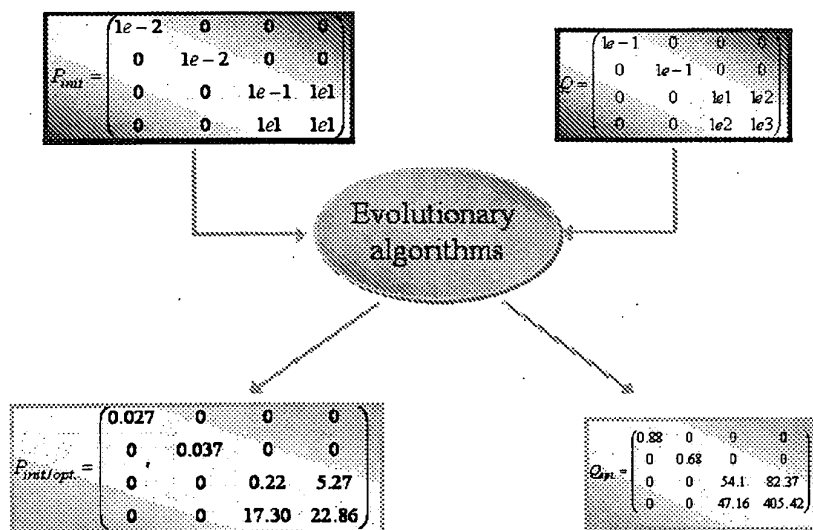 P_init = (1e-2 0 0 0
0 1e-2 0 0
0 0 1e-1 1e1
0 0 1e1 1e1)
Q = (1e-1 0 0 0
0 1e-1 0 0
0 0 1e1 1e2
0 0 1e2 1e3)
Evolutionary
algorithms
P_init/opt. = (0.027 0 0 0
0 0.037 0 0
0 0 0.22 5.27
0 0 17.30 22.86)
Q_opt. = (0.88 0 0 0
0 0.68 0 0
0 0 54.1 82.37
0 0 47.16 405.42)